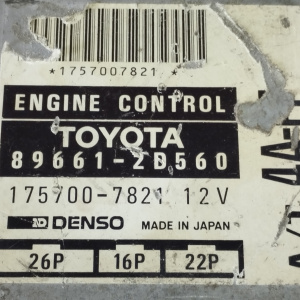 *1757007821*
ENGINE CONTROL
TOYOTA
89661-2D560
175700-7821 12V
DENSO MADE IN JAPAN
26P 16P 22P